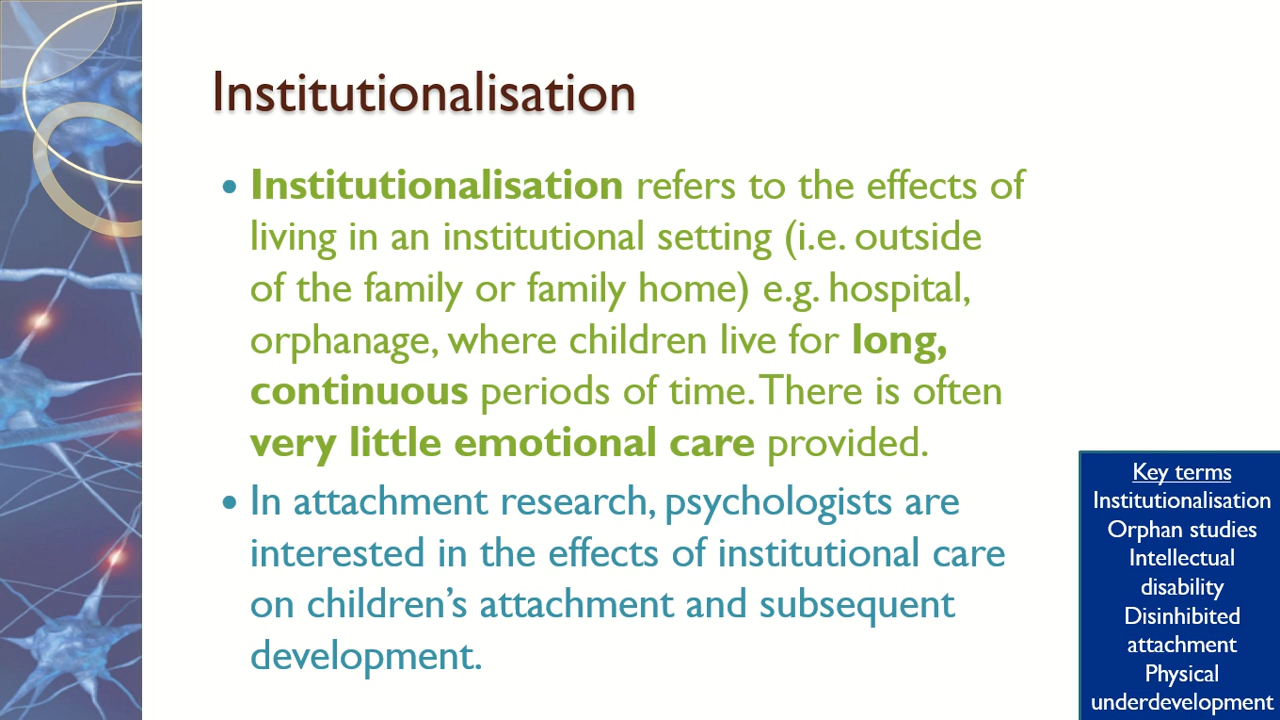 Institutionalisation
• Institutionalisation refers to the effects of
living in an institutional setting (i.e. outside
of the family or family home) e.g. hospital,
orphanage, where children live for long,
continuous periods of time. There is often
very little emotional care provided.
• In attachment research, psychologists are
interested in the effects of institutional care
on children's attachment and subsequent
development.
Key terms
Institutionalisation
Orphan studies
Intellectual
disability
Disinhibited
attachment
Physical
underdevelopment